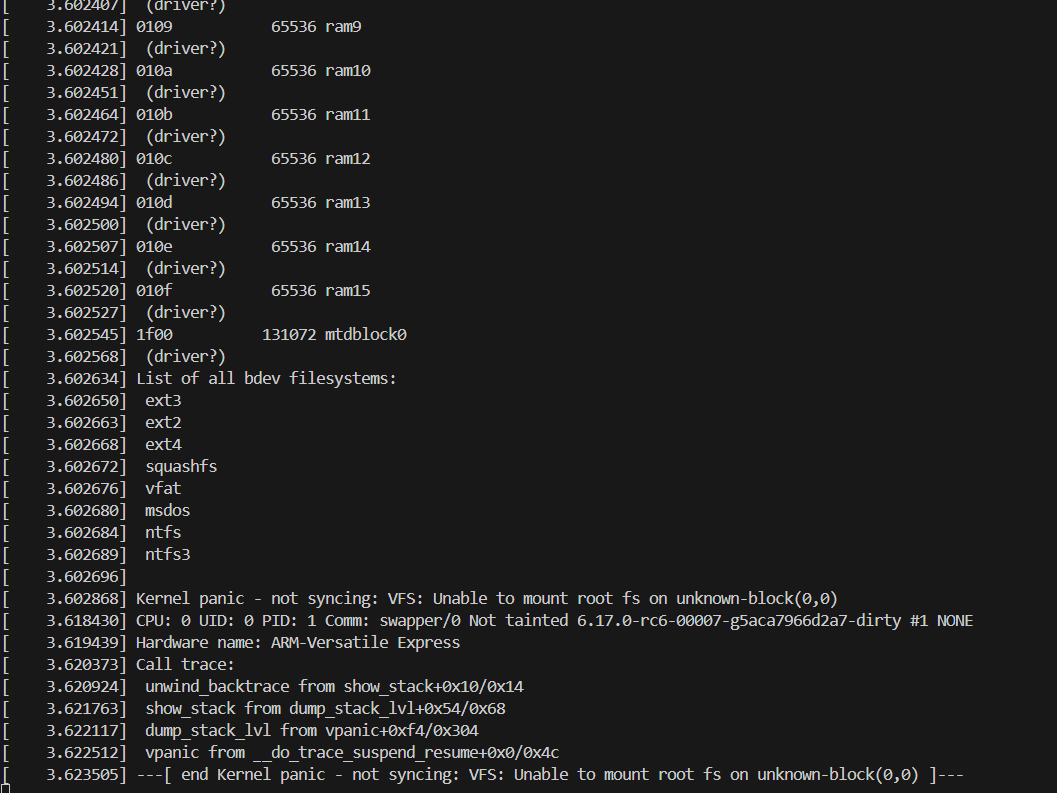 [    3.602407]  (driver?)
[    3.602414] 0109           65536 ram9
[    3.602421]  (driver?)
[    3.602428] 010a           65536 ram10
[    3.602451]  (driver?)
[    3.602464] 010b           65536 ram11
[    3.602472]  (driver?)
[    3.602480] 010c           65536 ram12
[    3.602486]  (driver?)
[    3.602494] 010d           65536 ram13
[    3.602500]  (driver?)
[    3.602507] 010e           65536 ram14
[    3.602514]  (driver?)
[    3.602520] 010f           65536 ram15
[    3.602527]  (driver?)
[    3.602545] 1f00          131072 mtdblock0
[    3.602568]  (driver?)
[    3.602634] List of all bdev filesystems:
[    3.602650]  ext3
[    3.602663]  ext2
[    3.602668]  ext4
[    3.602672]  squashfs
[    3.602676]  vfat
[    3.602680]  msdos
[    3.602684]  ntfs
[    3.602689]  ntfs3
[    3.602696]
[    3.602868] Kernel panic - not syncing: VFS: Unable to mount root fs on unknown-block(0,0)
[    3.618430] CPU: 0 UID: 0 PID: 1 Comm: swapper/0 Not tainted 6.17.0-rc6-00007-g5aca7966d2a7-dirty #1 NONE
[    3.619439] Hardware name: ARM-Versatile Express
[    3.620373] Call trace:
[    3.620924]  unwind_backtrace from show_stack+0x10/0x14
[    3.621763]  show_stack from dump_stack_lvl+0x54/0x68
[    3.622117]  dump_stack_lvl from vpanic+0xf4/0x304
[    3.622512]  vpanic from __do_trace_suspend_resume+0x0/0x4c
[    3.623505] ---[ end Kernel panic - not syncing: VFS: Unable to mount root fs on unknown-block(0,0) ]---